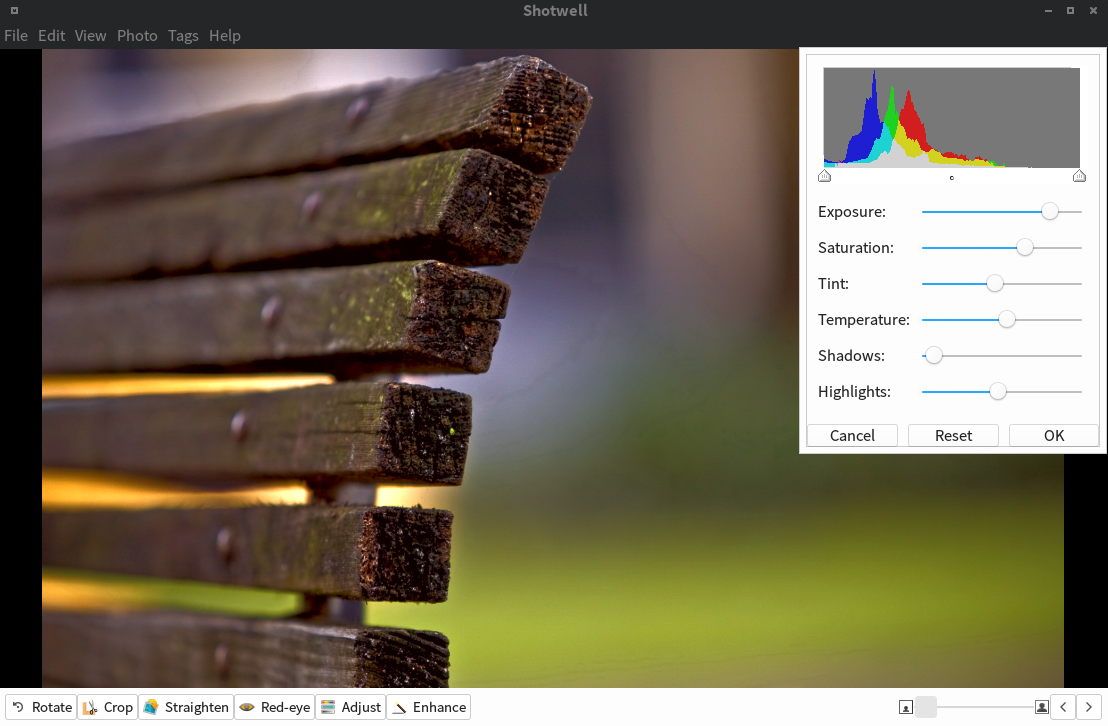 Shotwell
File Edit View Photo Tags Help
Exposure:
Saturation:
Tint:
Temperature:
Shadows:
Highlights:
Cancel Reset OK
Rotate Crop Straighten Red-eye Adjust Enhance